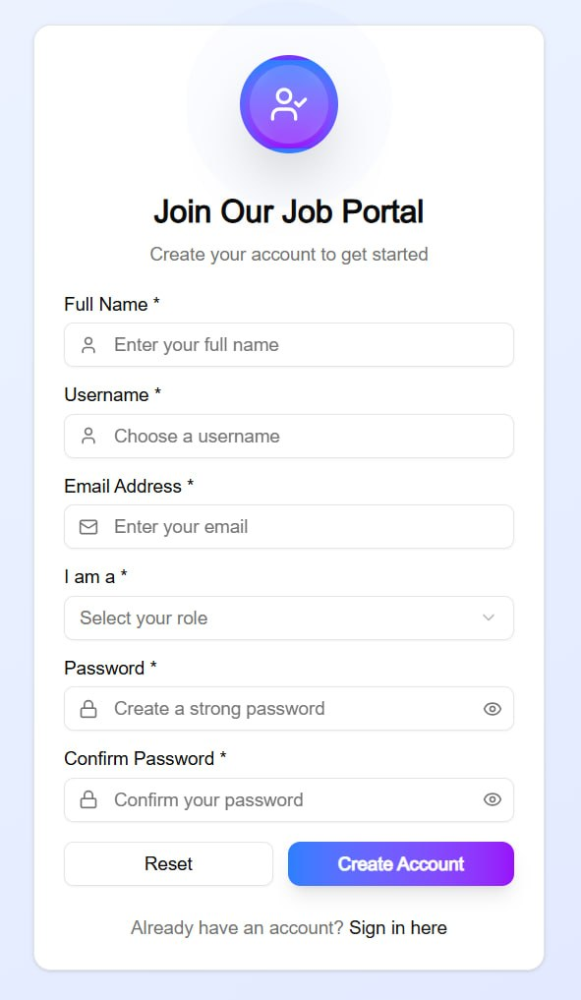 Join Our Job Portal
Create your account to get started
Full Name *
Enter your full name
Username *
Choose a username
Email Address *
Enter your email
I am a *
Select your role
Password *
Create a strong password
Confirm Password *
Confirm your password
Reset
Create Account
Already have an account? Sign in here